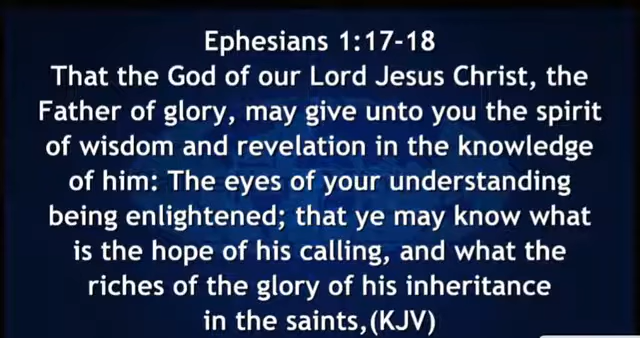 Ephesians 1:17-18
That the God of our Lord Jesus Christ, the
Father of glory, may give unto you the spirit
of wisdom and revelation in the knowledge
of him: The eyes of your understanding
being enlightened; that ye may know what
is the hope of his calling, and what the
riches of the glory of his inheritance
in the saints,(KJV)